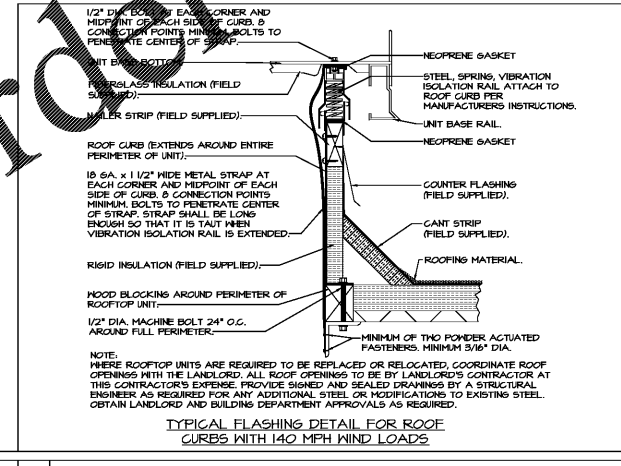 1/2" DIA. BOLT AT EACH CORNER AND
MIDPOINT OF EACH SIDE OF CURB. 8
CONNECTION POINTS MINIMUM. BOLTS TO
PENETRATE CENTER OF STRAP.
UNIT BASE BOTTOM.
FIBERGLASS INSULATION (FIELD
SUPPLIED).
NAILER STRIP (FIELD SUPPLIED).
ROOF CURB (EXTENDS AROUND ENTIRE
PERIMETER OF UNIT).
18 GA. x 1 1/2" WIDE METAL STRAP AT
EACH CORNER AND MIDPOINT OF EACH
SIDE OF CURB. 8 CONNECTION POINTS
MINIMUM. BOLTS TO PENETRATE CENTER
OF STRAP. STRAP SHALL BE LONG
ENOUGH SO THAT IT IS TAUT WHEN
VIBRATION ISOLATION RAIL IS EXTENDED.
RIGID INSULATION (FIELD SUPPLIED).
WOOD BLOCKING AROUND PERIMETER OF
ROOFTOP UNIT.
1/2" DIA. MACHINE BOLT 24" O.C.
AROUND FULL PERIMETER.
NEOPRENE GASKET
STEEL, SPRING, VIBRATION
ISOLATION RAIL ATTACH TO
ROOF CURB PER
MANUFACTURERS INSTRUCTIONS.
UNIT BASE RAIL.
NEOPRENE GASKET
COUNTER FLASHING
(FIELD SUPPLIED).
CANT STRIP
(FIELD SUPPLIED).
ROOFING MATERIAL.
MINIMUM OF TWO POWDER ACTUATED
FASTENERS. MINIMUM 3/16" DIA.
NOTE:
WHERE ROOFTOP UNITS ARE REQUIRED TO BE REPLACED OR RELOCATED, COORDINATE ROOF
OPENINGS WITH THE LANDLORD. ALL ROOF OPENINGS TO BE BY LANDLORD'S CONTRACTOR AT
THIS CONTRACTOR'S EXPENSE. PROVIDE SIGNED AND SEALED DRAWINGS BY A STRUCTURAL
ENGINEER AS REQUIRED FOR ANY ADDITIONAL STEEL OR MODIFICATIONS TO EXISTING STEEL.
OBTAIN LANDLORD AND BUILDING DEPARTMENT APPROVALS AS REQUIRED.
TYPICAL FLASHING DETAIL FOR ROOF
CURBS WITH 140 MPH WIND LOADS